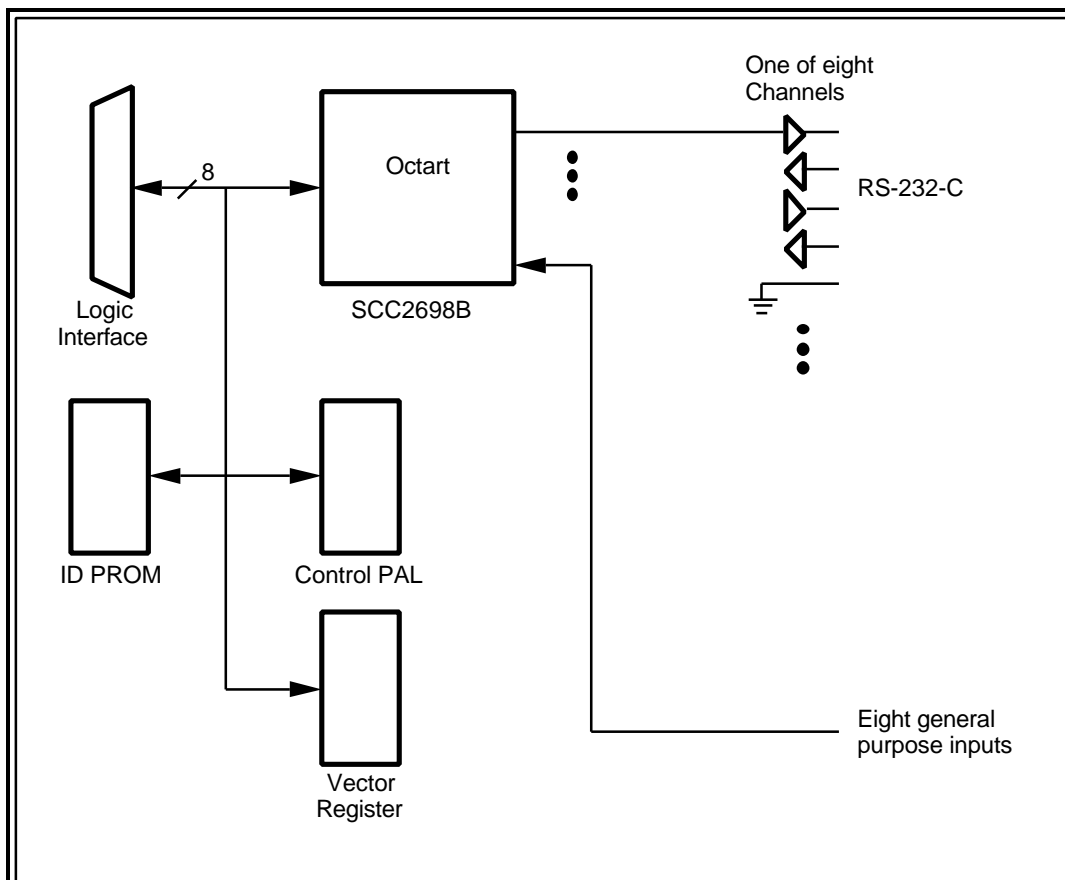 One of eight
Channels
8
Octart
RS-232-C
Logic
Interface
SCC2698B
ID PROM
Control PAL
Eight general
purpose inputs
Vector
Register